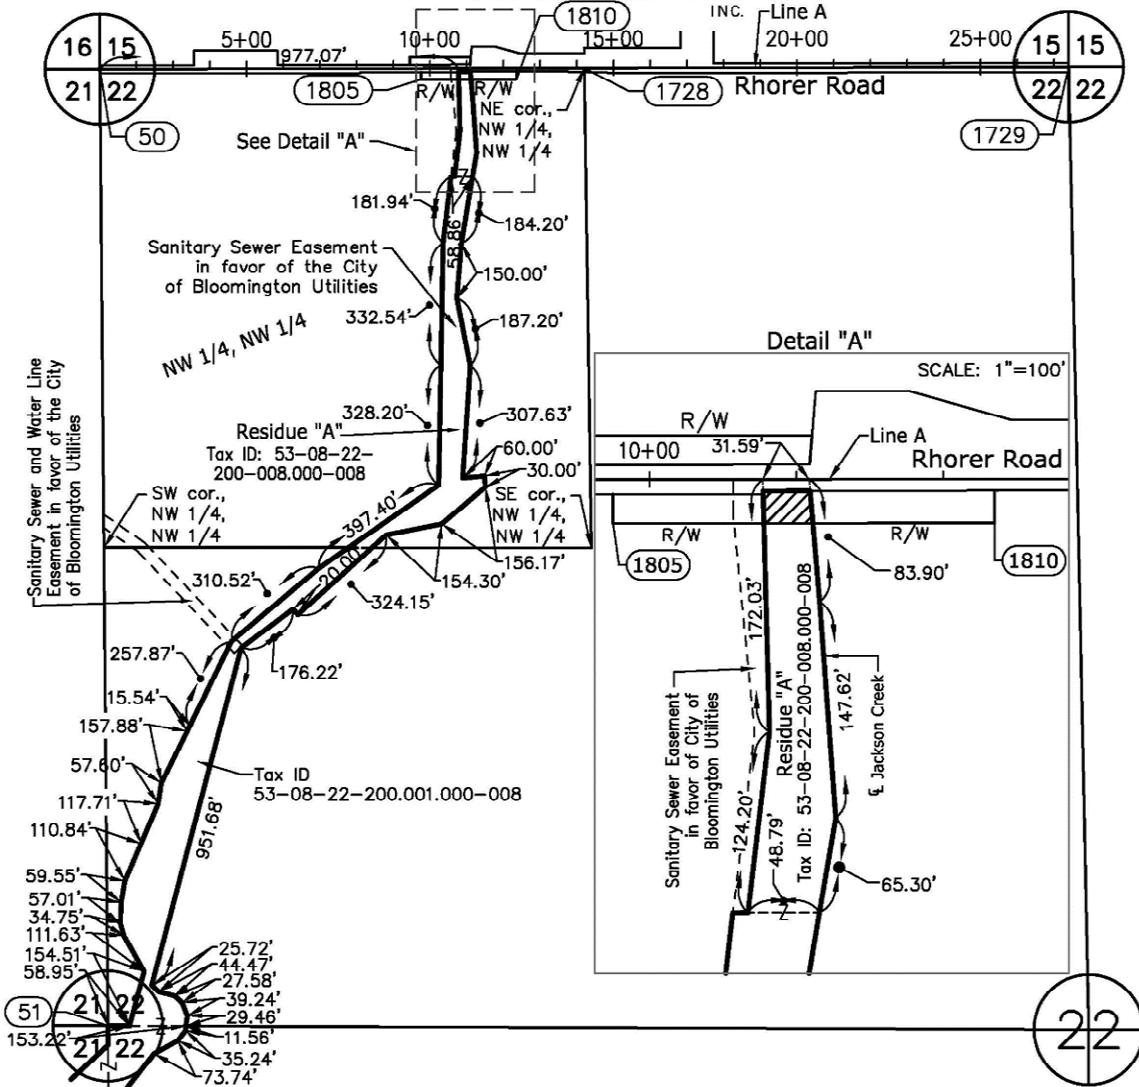 INC.
Line A
1810
16 15
21 22
5+00
10+00
15+00
20+00
25+00
15 15
22 22
977.07'
1805
R/W
R/W
1728
Rhorer Road
50
1729
NE cor.,
NW 1/4,
NW 1/4
See Detail "A"
181.94'
184.20'
58.86'
Sanitary Sewer Easement
in favor of the City
of Bloomington Utilities
150.00'
332.54'
187.20'
NW 1/4, NW 1/4
Sanitary Sewer and Water Line
Easement in favor of the City
of Bloomington Utilities
328.20'
307.63'
Residue "A"
Tax ID: 53-08-22-
200-008.000-008
60.00'
30.00'
SW cor.,
NW 1/4,
NW 1/4
SE cor.,
NW 1/4,
NW 1/4
397.40'
20.00'
156.17'
154.30'
310.52'
324.15'
176.22'
257.87'
15.54'
157.88'
57.60'
117.71'
110.84'
Tax ID
53-08-22-200.001.000-008
951.68'
59.55'
57.01'
34.75'
111.63'
154.51'
58.95'
25.72'
44.47'
27.58'
39.24'
29.46'
11.56'
35.24'
73.74'
51
153.22'
21 22
21 22
22
Detail "A"
SCALE: 1"=100'
R/W
10+00
31.59'
Line A
Rhorer Road
R/W
R/W
1805
1810
83.90'
172.03'
Sanitary Sewer Easement
in favor of City of
Bloomington Utilities
Residue "A"
Tax ID: 53-08-22-200-008.000-008
147.62'
℄ Jackson Creek
124.20'
48.79'
65.30'